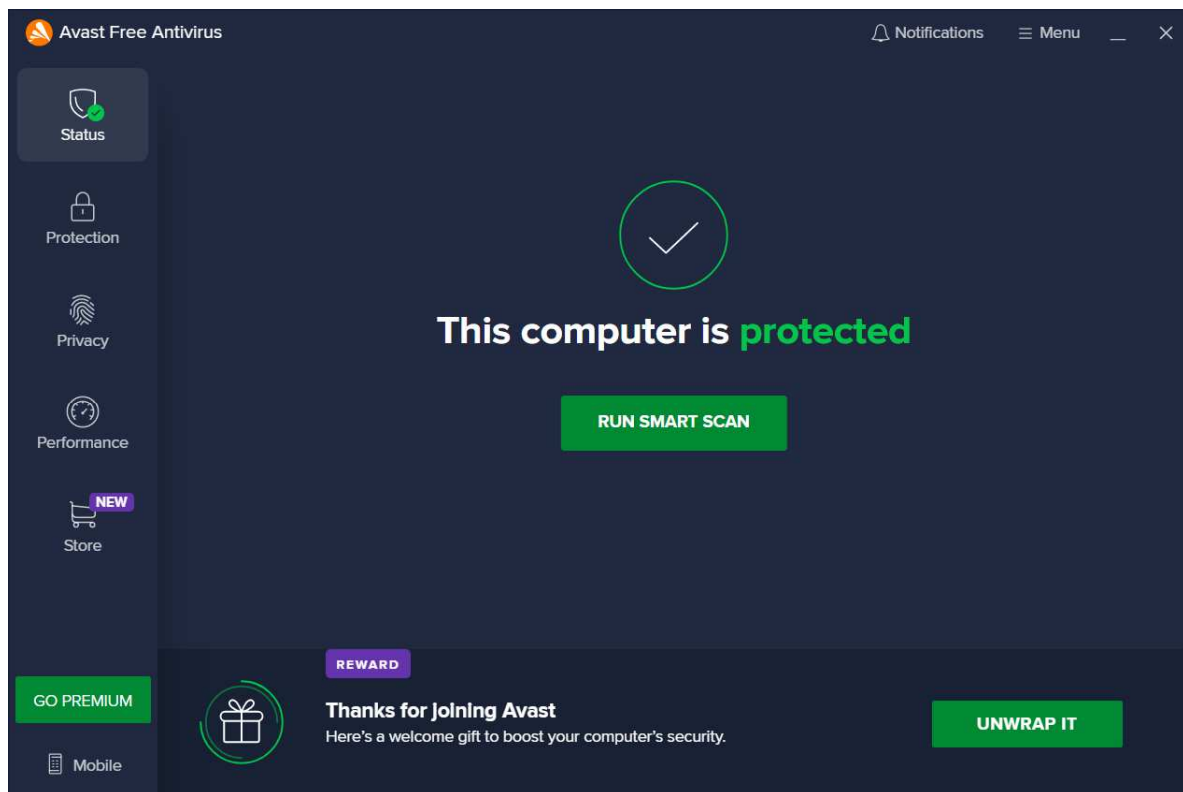 Avast Free Antivirus
Notifications
Menu
Status
Protection
Privacy
Performance
NEW
Store
This computer is protected
RUN SMART SCAN
GO PREMIUM
Mobile
REWARD
Thanks for joining Avast
Here's a welcome gift to boost your computer's security.
UNWRAP IT